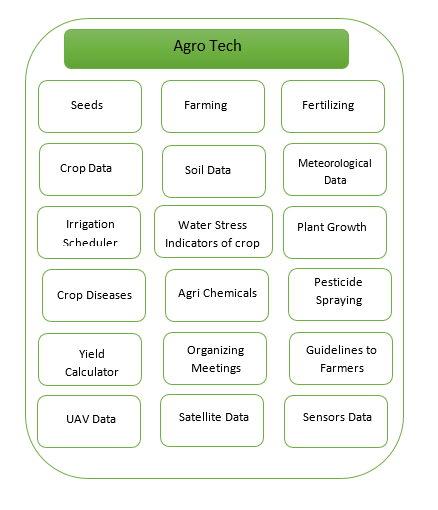 Agro Tech
Seeds
Farming
Fertilizing
Crop Data
Soil Data
Meteorological
Data
Irrigation
Scheduler
Water Stress
Indicators of crop
Plant Growth
Crop Diseases
Agri Chemicals
Pesticide
Spraying
Yield
Calculator
Organizing
Meetings
Guidelines to
Farmers
UAV Data
Satellite Data
Sensors Data